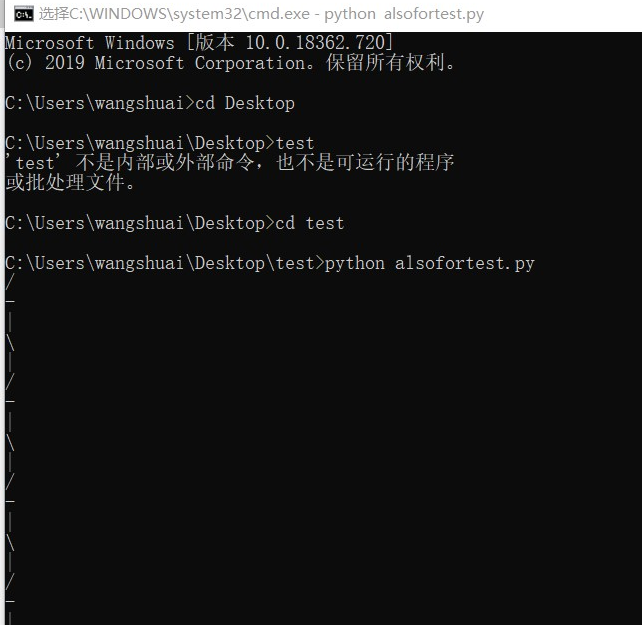 选择C:\WINDOWS\system32\cmd.exe - python  alsofortest.py
Microsoft Windows [版本 10.0.18362.720]
(c) 2019 Microsoft Corporation。保留所有权利。
C:\Users\wangshuai>cd Desktop
C:\Users\wangshuai\Desktop>test
'test' 不是内部或外部命令，也不是可运行的程序
或批处理文件。
C:\Users\wangshuai\Desktop>cd test
C:\Users\wangshuai\Desktop\test>python alsofortest.py
/
-
|
\
|
/
-
|
\
|
/
-
|
\
|
/
-
|